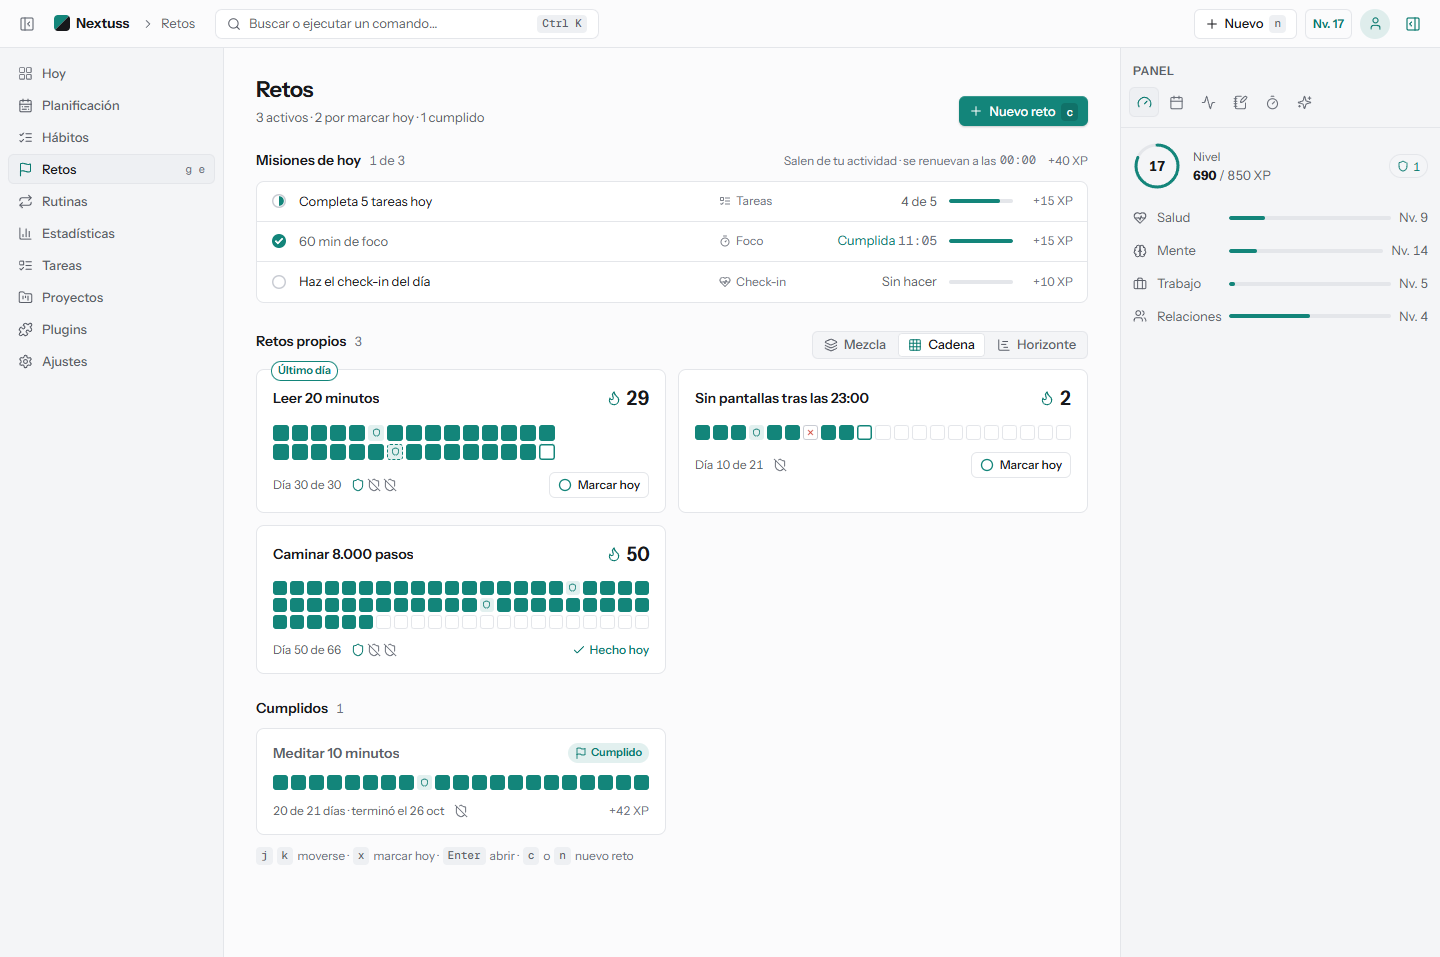 Nextuss > Retos
Buscar o ejecutar un comando... Ctrl K
+ Nuevo n
Nv. 17
Hoy
Planificación
Hábitos
Retos g e
Rutinas
Estadísticas
Tareas
Proyectos
Plugins
Ajustes
Retos
3 activos · 2 por marcar hoy · 1 cumplido
+ Nuevo reto c
Misiones de hoy 1 de 3
Salen de tu actividad · se renuevan a las 00:00 +40 XP
Completa 5 tareas hoy Tareas 4 de 5 +15 XP
60 min de foco Foco Cumplida 11:05 +15 XP
Haz el check-in del día Check-in Sin hacer +10 XP
Retos propios 3
Mezcla Cadena Horizonte
Último día
Leer 20 minutos 29
Día 30 de 30 Marcar hoy
Sin pantallas tras las 23:00 2
Día 10 de 21 Marcar hoy
Caminar 8.000 pasos 50
Día 50 de 66 Hecho hoy
Cumplidos 1
Meditar 10 minutos Cumplido
20 de 21 días · terminó el 26 oct +42 XP
j k moverse · x marcar hoy · Enter abrir · c o n nuevo reto
PANEL
17 Nivel
690 / 850 XP
1
Salud Nv. 9
Mente Nv. 14
Trabajo Nv. 5
Relaciones Nv. 4